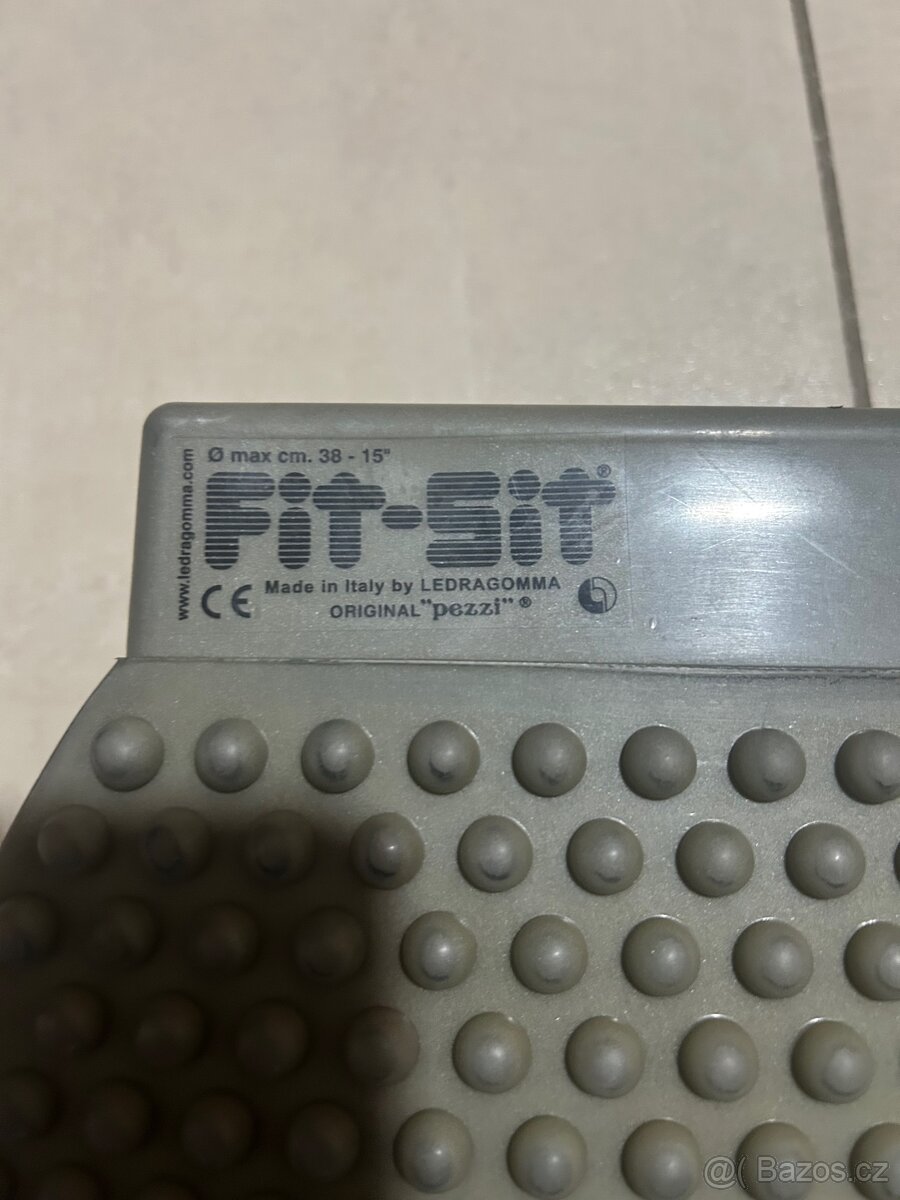 Ø max cm. 38 - 15"
www.ledragomma.com
Fit-Sit®
CE Made in Italy by LEDRAGOMMA
ORIGINAL "pezzi"®
@( Bazos.cz